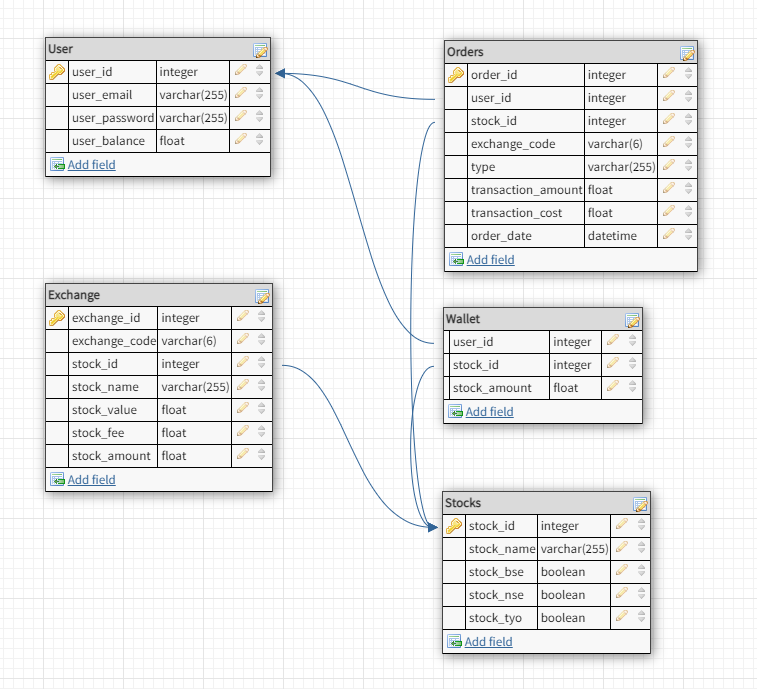 User
user_id integer
user_email varchar(255)
user_password varchar(255)
user_balance float
Add field
Orders
order_id integer
user_id integer
stock_id integer
exchange_code varchar(6)
type varchar(255)
transaction_amount float
transaction_cost float
order_date datetime
Add field
Exchange
exchange_id integer
exchange_code varchar(6)
stock_id integer
stock_name varchar(255)
stock_value float
stock_fee float
stock_amount float
Add field
Wallet
user_id integer
stock_id integer
stock_amount float
Add field
Stocks
stock_id integer
stock_name varchar(255)
stock_bse boolean
stock_nse boolean
stock_tyo boolean
Add field